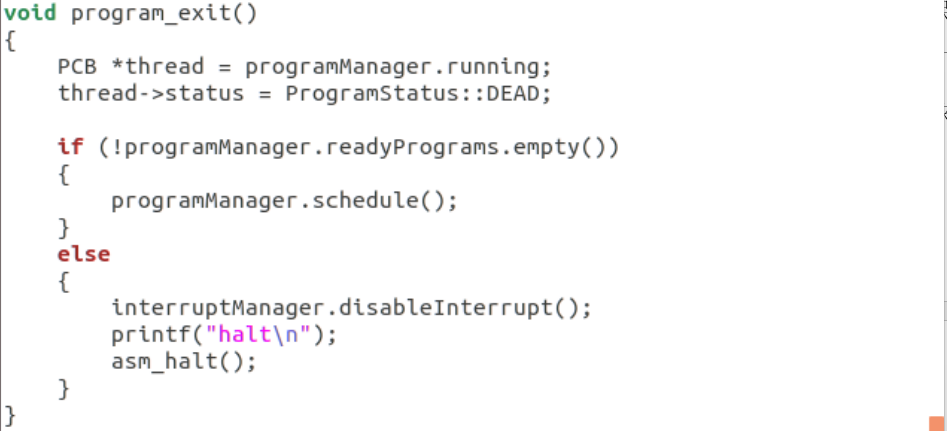 void program_exit()
{
    PCB *thread = programManager.running;
    thread->status = ProgramStatus::DEAD;

    if (!programManager.readyPrograms.empty())
    {
        programManager.schedule();
    }
    else
    {
        interruptManager.disableInterrupt();
        printf("halt\n");
        asm_halt();
    }
}